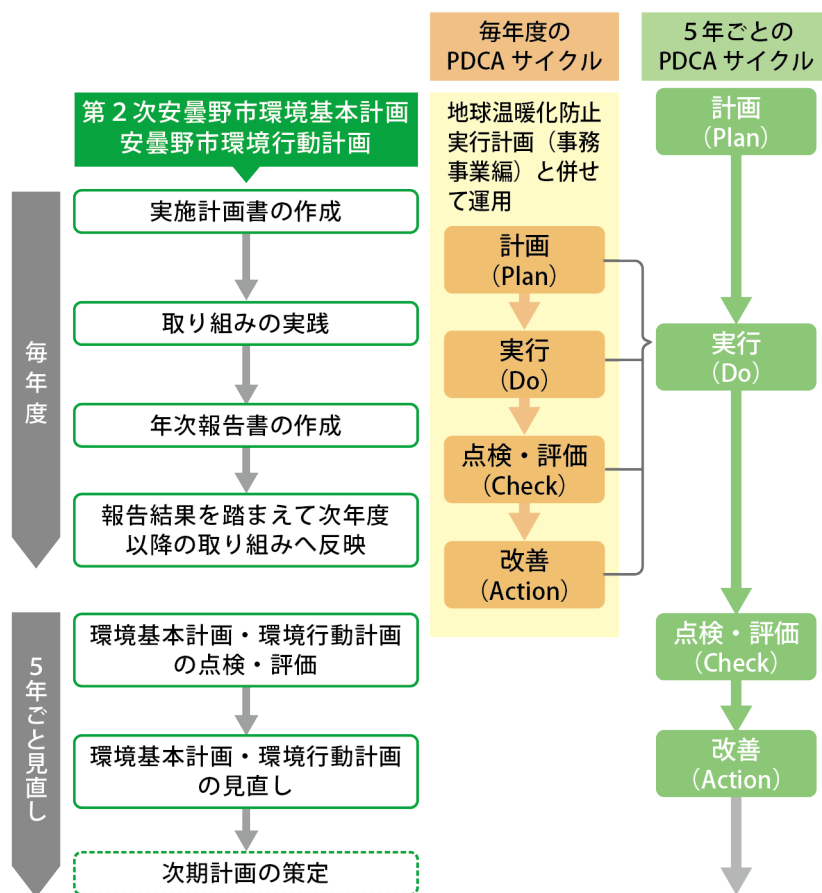 毎年度の
PDCA サイクル
5年ごとの
PDCA サイクル
第2次安曇野市環境基本計画
安曇野市環境行動計画
毎年度
実施計画書の作成
取り組みの実践
年次報告書の作成
報告結果を踏まえて次年度
以降の取り組みへ反映
5年ごと見直し
環境基本計画・環境行動計画
の点検・評価
環境基本計画・環境行動計画
の見直し
次期計画の策定
地球温暖化防止
実行計画（事務
事業編）と併せ
て運用
計画
（Plan）
実行
（Do）
点検・評価
（Check）
改善
（Action）
計画
（Plan）
実行
（Do）
点検・評価
（Check）
改善
（Action）